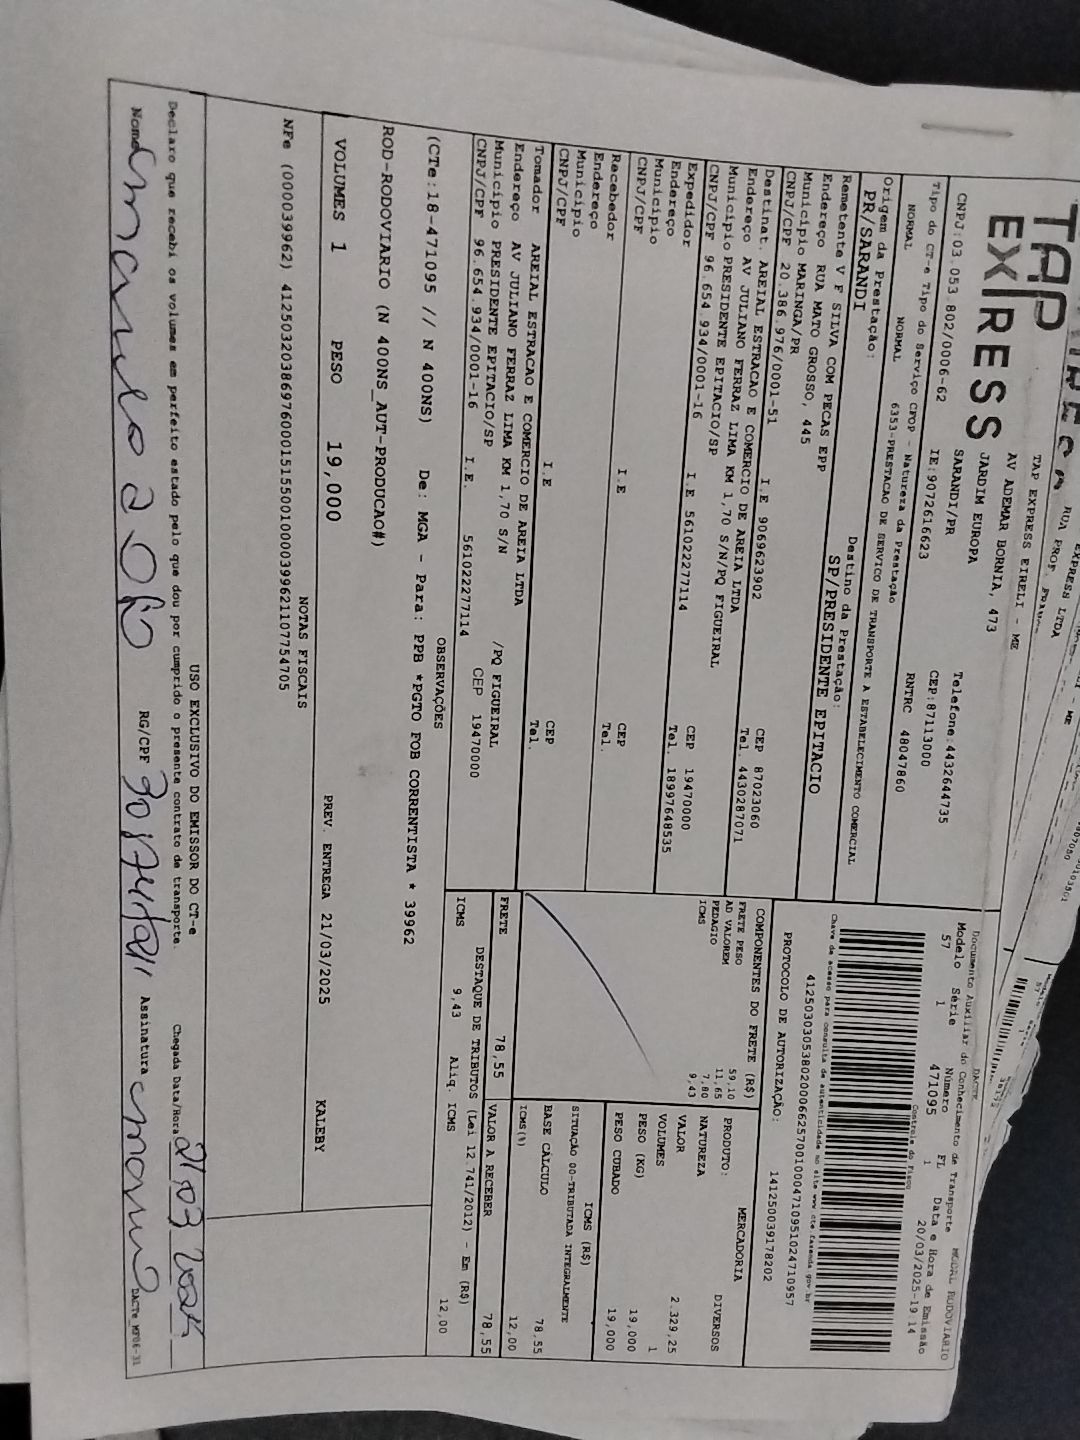 TAP
EXPRESS
TAP EXPRESS EIRELI - ME
AV ADEMAR BORNIA, 473
JARDIM EUROPA
SARANDI/PR
Telefone:4432644735
CNPJ:03.053.802/0006-62 IE:9072616623 CEP:87113000
RNTRC 48047860
Tipo do CT-e Tipo do Serviço CFOP - Natureza da Prestação
NORMAL NORMAL 6353-PRESTACAO DE SERVICO DE TRANSPORTE A ESTABELECIMENTO COMERCIAL
Origem da Prestação: Destino da Prestação:
PR/SARANDI SP/PRESIDENTE EPITACIO
DACTE MODAL RODOVIARIO
Documento Auxiliar do Conhecimento de Transporte
Modelo Série Número FL Data e Hora de Emissão
57 1 471095 1 20/03/2025-19:14
Controle do Fisco
Chave de acesso para consulta de autenticidade no site www.cte.fazenda.gov.br
41250303053802000662570010004710951024710957
PROTOCOLO DE AUTORIZAÇÃO: 141250039178202
Remetente V F SILVA COM PECAS EPP
Endereço RUA MATO GROSSO, 445
Município MARINGA/PR CEP 87023060
CNPJ/CPF 20.386.976/0001-51 I.E 9069623902 Tel. 4430287071
Destinat. AREIAL ESTRACAO E COMERCIO DE AREIA LTDA
Endereço AV JULIANO FERRAZ LIMA KM 1,70 S/N/PQ FIGUEIRAL
Município PRESIDENTE EPITACIO/SP CEP 19470000
CNPJ/CPF 96.654.934/0001-16 I.E 561022277114 Tel. 18997648535
Expedidor
Endereço
Município CEP
CNPJ/CPF I.E Tel.
Recebedor
Endereço
Município CEP
CNPJ/CPF I.E Tel.
Tomador AREIAL ESTRACAO E COMERCIO DE AREIA LTDA
Endereço AV JULIANO FERRAZ LIMA KM 1,70 S/N /PQ FIGUEIRAL
Município PRESIDENTE EPITACIO/SP CEP 19470000
CNPJ/CPF 96.654.934/0001-16 I.E. 561022277114
COMPONENTES DO FRETE (R$)
FRETE PESO 59,10
AD VALOREM 11,65
PEDAGIO 7,80
ICMS 9,43
PRODUTO: MERCADORIA
NATUREZA DIVERSOS
VALOR 2.329,25
VOLUMES 1
PESO (KG) 19,000
PESO CUBADO 19,000
ICMS (R$)
SITUAÇÃO 00-TRIBUTADA INTEGRALMENTE
BASE CÁLCULO 78,55
ICMS(%) 12,00
FRETE 78,55 VALOR A RECEBER 78,55
DESTAQUE DE TRIBUTOS (Lei 12.741/2012) - Em (R$)
ICMS 9,43 Aliq. ICMS 12,00
OBSERVAÇÕES
(CTe:18-471095 // N 400NS) De: MGA - Para: PPB *PGTO FOB CORRENTISTA * 39962
ROD-RODOVIARIO (N 400NS_AUT-PRODUCAO#)
VOLUMES 1 PESO 19,000 PREV. ENTREGA 21/03/2025 KALEBY
NOTAS FISCAIS
NFe (000039962) 41250320386976000151550010000399621107754705
USO EXCLUSIVO DO EMISSOR DO CT-e
Declaro que recebi os volumes em perfeito estado pelo que dou por cumprido o presente contrato de transporte. Chegada Data/Hora 21 03
Nome RG/CPF Assinatura
DACTe MF06-31